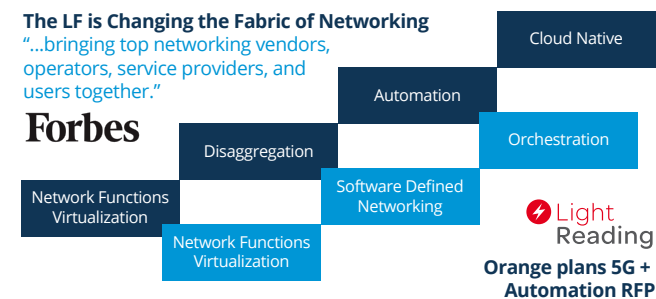 The LF is Changing the Fabric of Networking
“...bringing top networking vendors,
operators, service providers, and
users together.”
Forbes
Cloud Native
Automation
Orchestration
Disaggregation
Software Defined
Networking
Network Functions
Virtualization
Network Functions
Virtualization
Light
Reading
Orange plans 5G +
Automation RFP